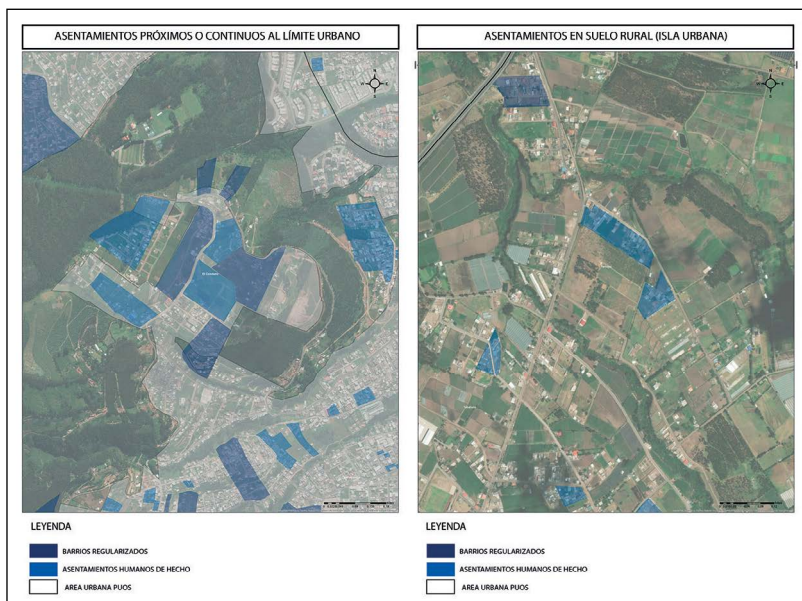 ASENTAMIENTOS PRÓXIMOS O CONTINUOS AL LÍMITE URBANO
N
W E
S
LEYENDA
BARRIOS REGULARIZADOS
ASENTAMIENTOS HUMANOS DE HECHO
AREA URBANA PUOS
ASENTAMIENTOS EN SUELO RURAL (ISLA URBANA)
N
W E
S
LEYENDA
BARRIOS REGULARIZADOS
ASENTAMIENTOS HUMANOS DE HECHO
AREA URBANA PUOS